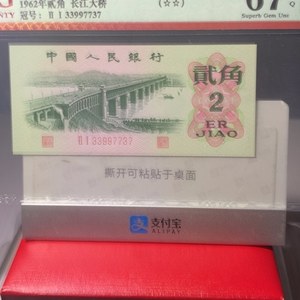 1962年贰角 长江大桥
(☆☆)
67
Q
冠号: II I 33997737
Superb Gem Unc
中國人民銀行
貳角
2
ER
JIAO
II I 33997737
撕开可粘贴于桌面
支付宝
ALIPAY